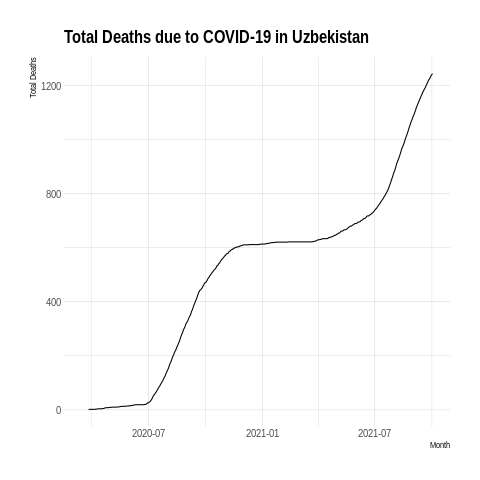 Total Deaths due to COVID-19 in Uzbekistan
Total Deaths
1200
800
400
0
2020-07 2021-01 2021-07
Month